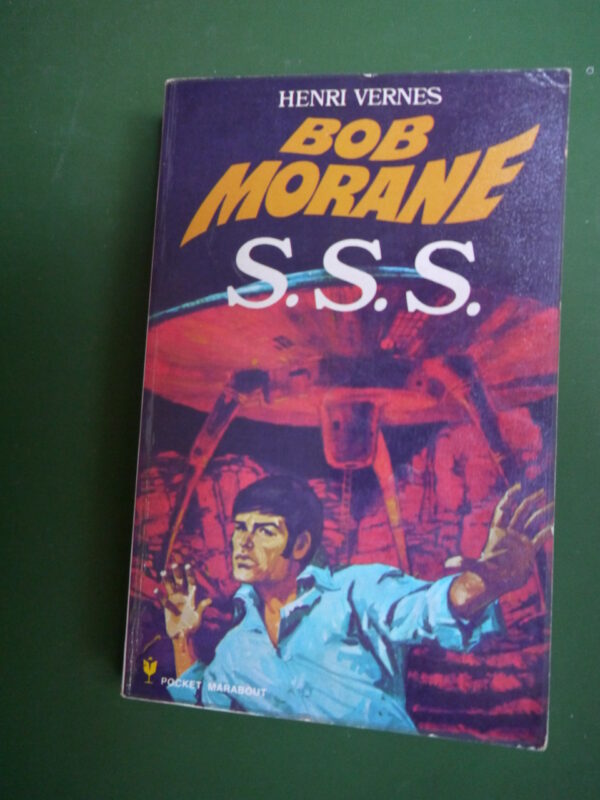 HENRI VERNES
BOB
MORANE
S.S.S.
POCKET MARABOUT